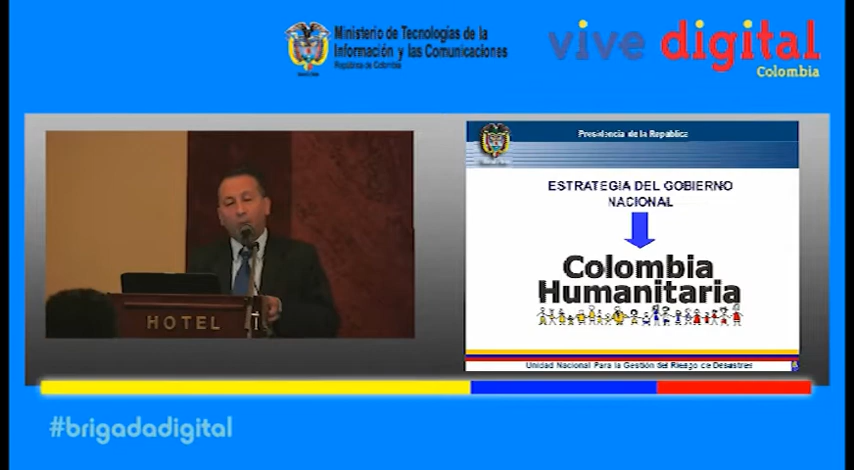 Ministerio de Tecnologías de la
Información y las Comunicaciones
República de Colombia
vive digital
Colombia
Presidencia de la República
ESTRATEGIA DEL GOBIERNO
NACIONAL
Colombia
Humanitaria
HOTEL
Unidad Nacional Para la Gestión del Riesgo de Desastres
#brigadadigital